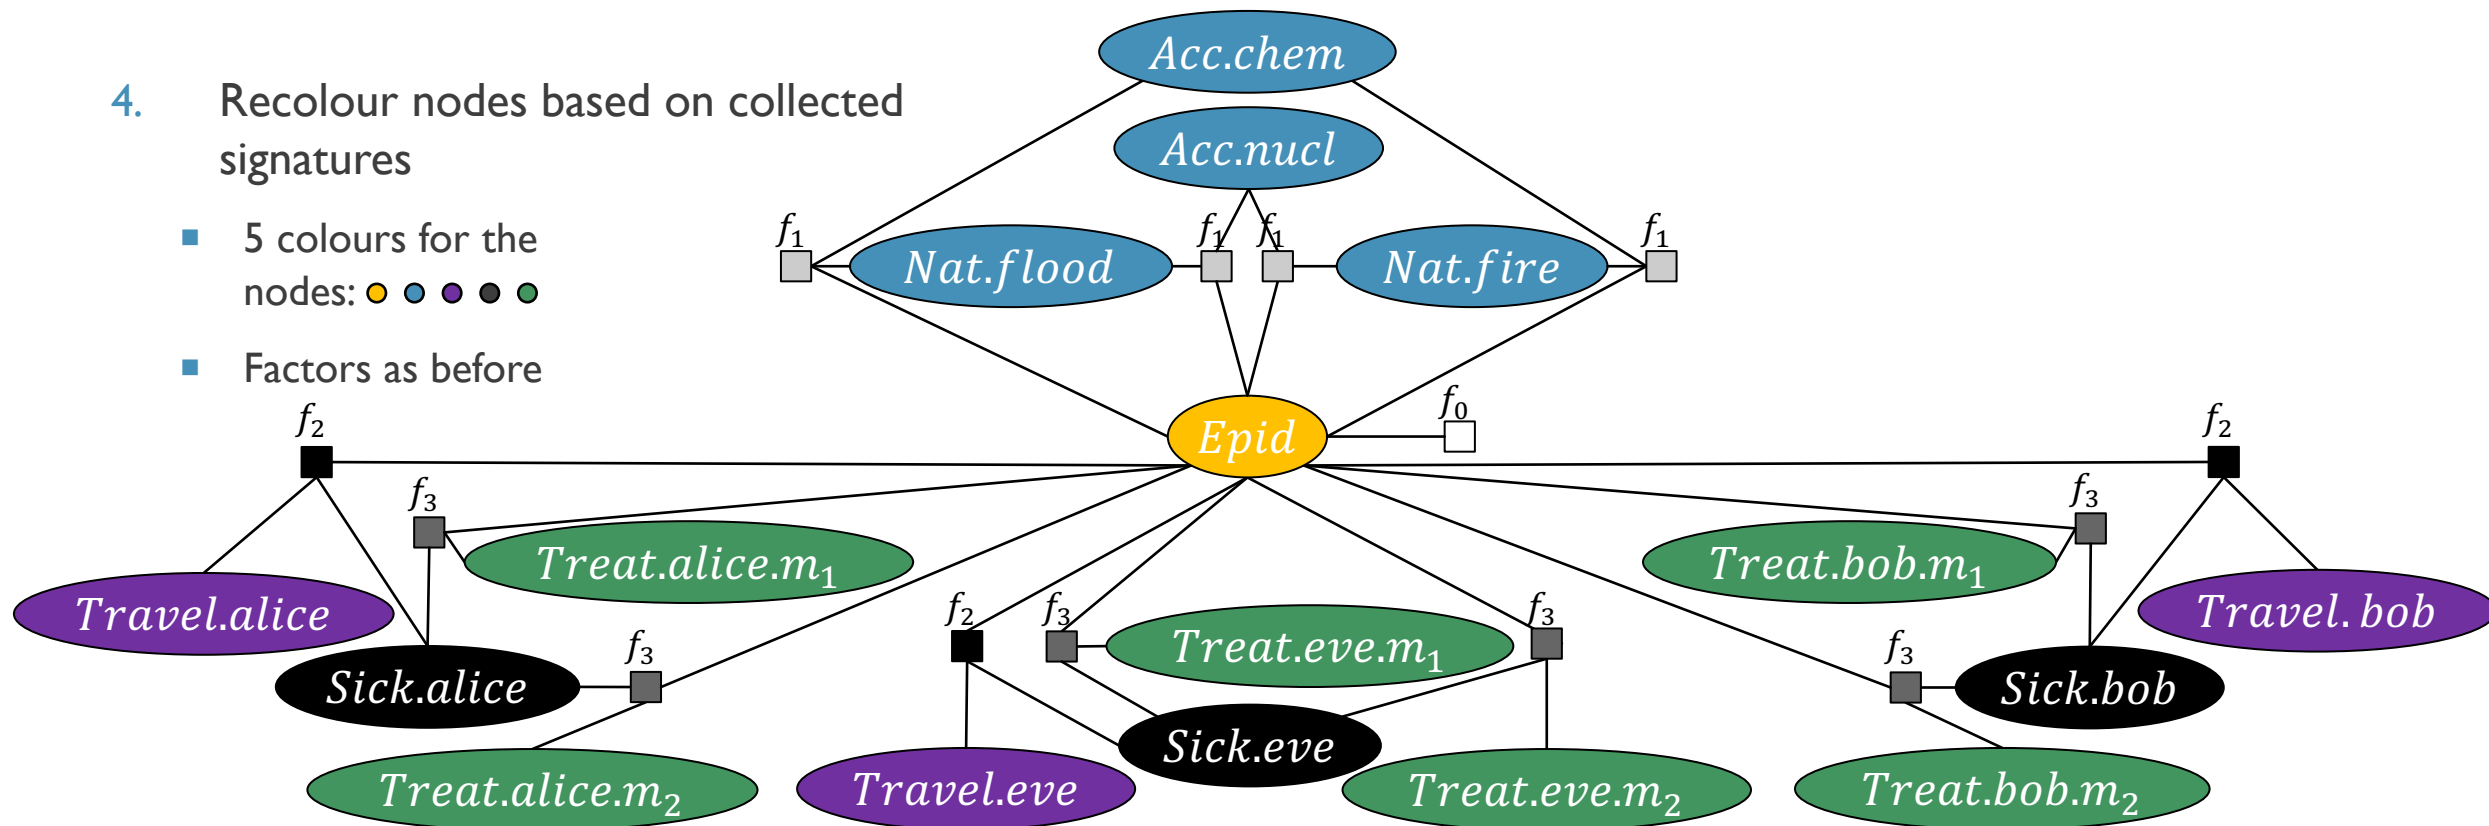 4. Recolour nodes based on collected
signatures
■ 5 colours for the
nodes:
■ Factors as before
Acc.chem
Acc.nucl
f₁ f₁ f₁ f₁
Nat.flood Nat.fire
Epid
f₀
f₂ f₂
f₃ f₃
Treat.alice.m₁ Treat.bob.m₁
Travel.alice Travel.bob
f₂ f₃ f₃
Treat.eve.m₁
f₃ f₃
Sick.alice Sick.bob
Sick.eve
Treat.alice.m₂ Travel.eve Treat.eve.m₂ Treat.bob.m₂